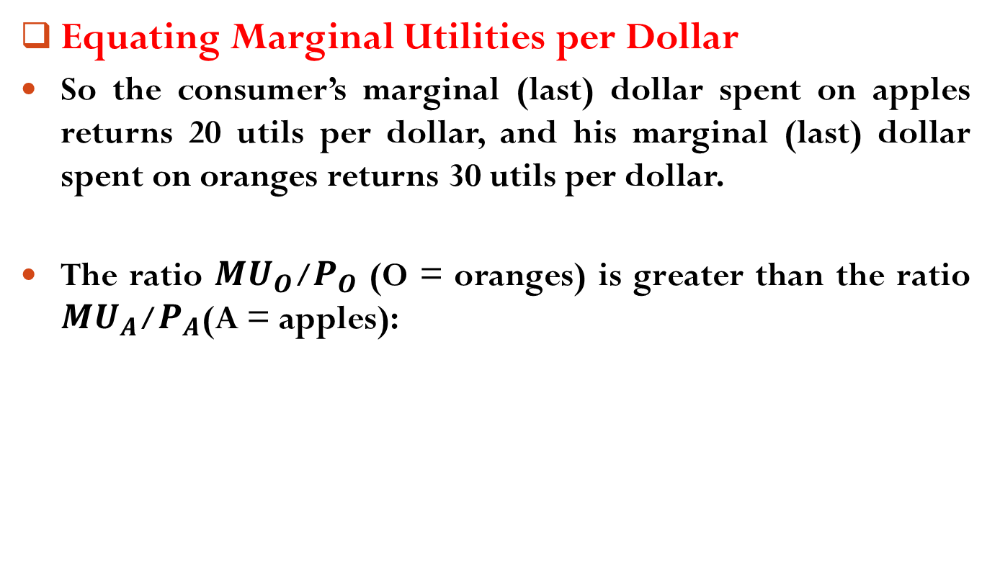 ❑ Equating Marginal Utilities per Dollar
• So the consumer’s marginal (last) dollar spent on apples
returns 20 utils per dollar, and his marginal (last) dollar
spent on oranges returns 30 utils per dollar.
• The ratio 𝑴𝑼_𝑶/𝑷_𝑶 (O = oranges) is greater than the ratio
𝑴𝑼_𝑨/𝑷_𝑨(A = apples):